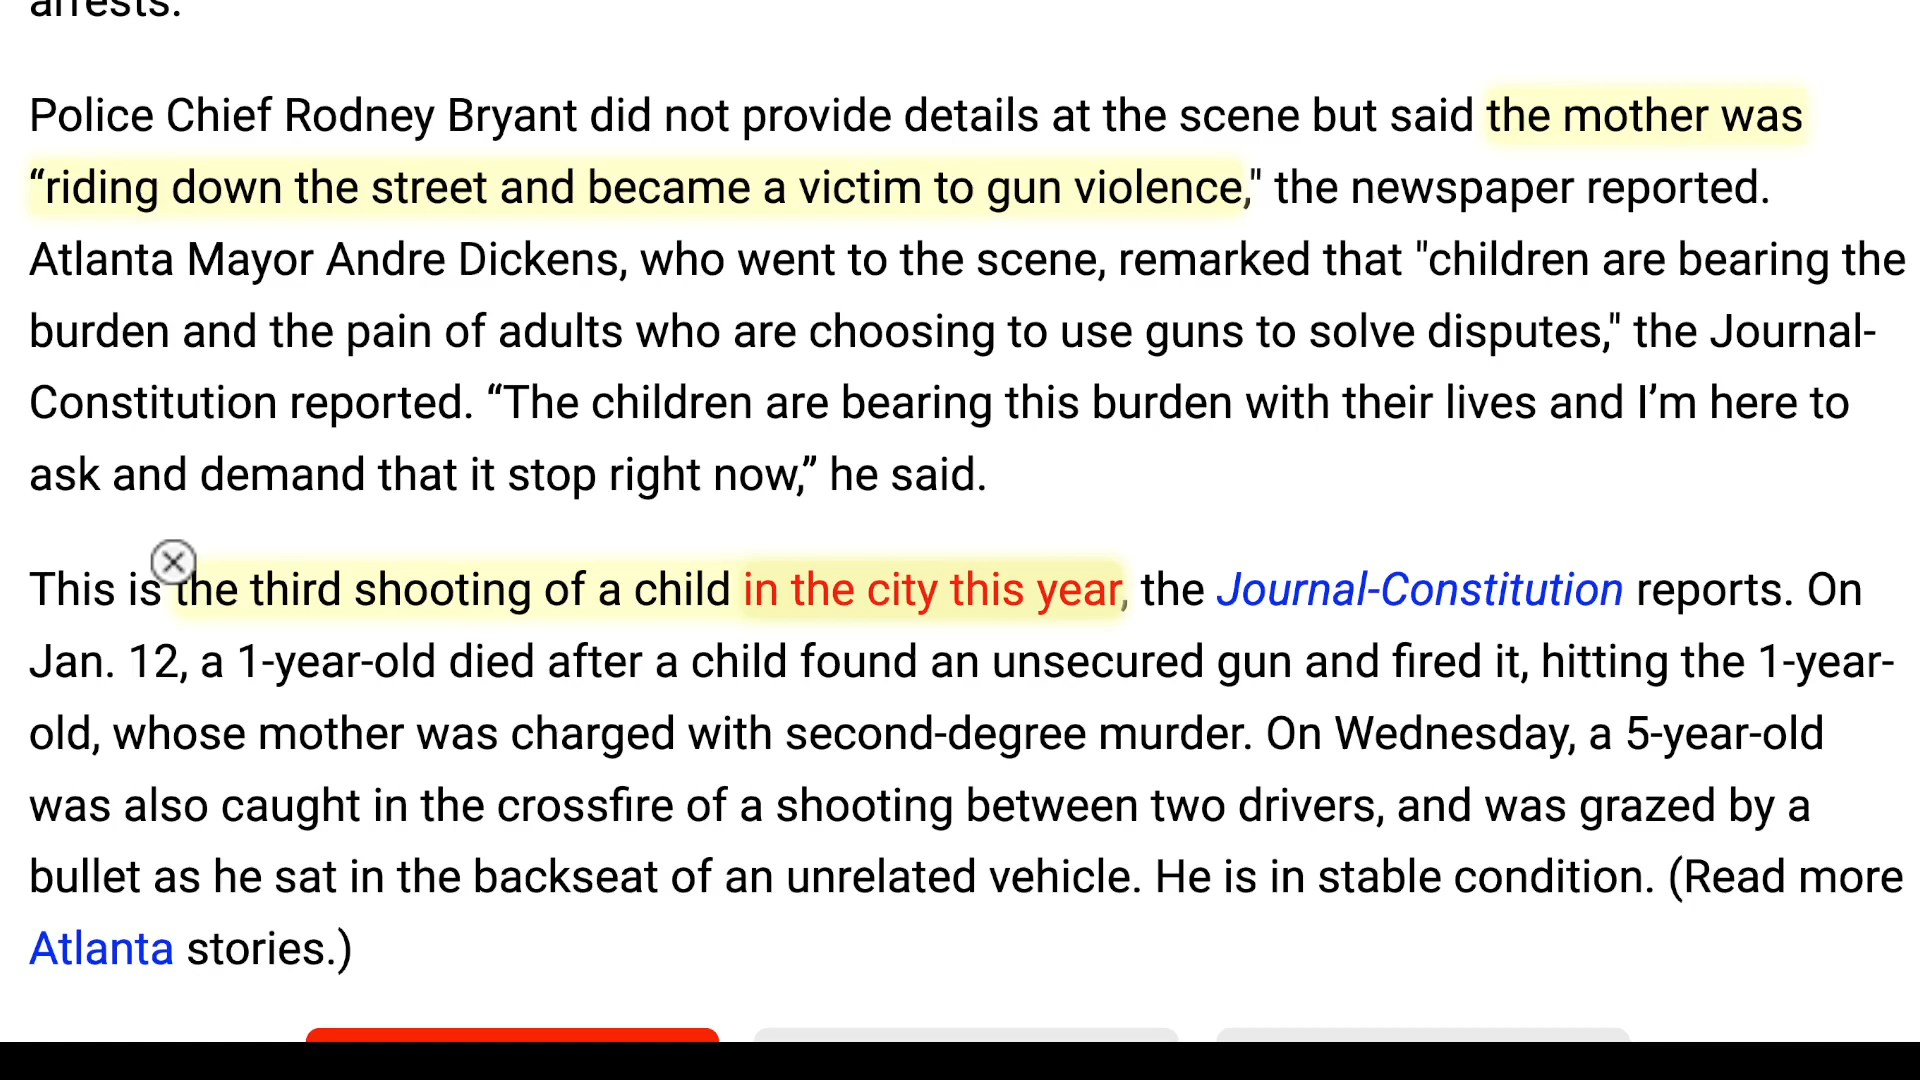 arrests.
Police Chief Rodney Bryant did not provide details at the scene but said the mother was
“riding down the street and became a victim to gun violence," the newspaper reported.
Atlanta Mayor Andre Dickens, who went to the scene, remarked that "children are bearing the
burden and the pain of adults who are choosing to use guns to solve disputes," the Journal-
Constitution reported. “The children are bearing this burden with their lives and I’m here to
ask and demand that it stop right now,” he said.
This is the third shooting of a child in the city this year, the Journal-Constitution reports. On
Jan. 12, a 1-year-old died after a child found an unsecured gun and fired it, hitting the 1-year-
old, whose mother was charged with second-degree murder. On Wednesday, a 5-year-old
was also caught in the crossfire of a shooting between two drivers, and was grazed by a
bullet as he sat in the backseat of an unrelated vehicle. He is in stable condition. (Read more
Atlanta stories.)